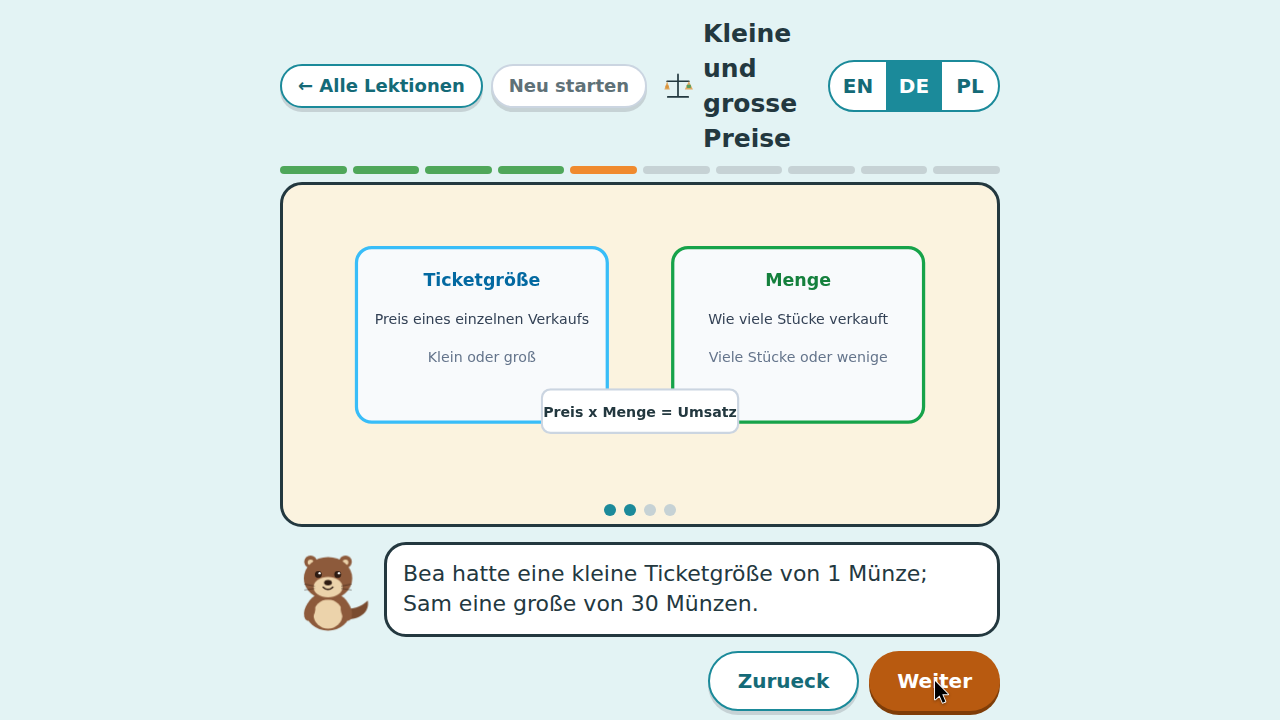 ← Alle Lektionen
Neu starten
Kleine
und
grosse
Preise
EN
DE
PL
Ticketgröße
Preis eines einzelnen Verkaufs
Klein oder groß
Menge
Wie viele Stücke verkauft
Viele Stücke oder wenige
Preis x Menge = Umsatz
Bea hatte eine kleine Ticketgröße von 1 Münze;
Sam eine große von 30 Münzen.
Zurueck
Weiter